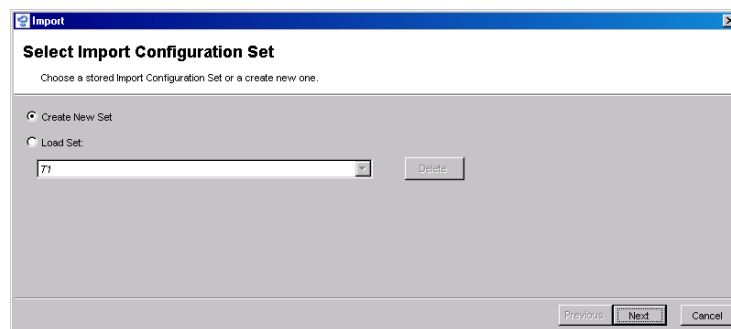 Import
Select Import Configuration Set
Choose a stored Import Configuration Set or a create new one.
Create New Set
Load Set:
T1
Delete
Previous Next Cancel